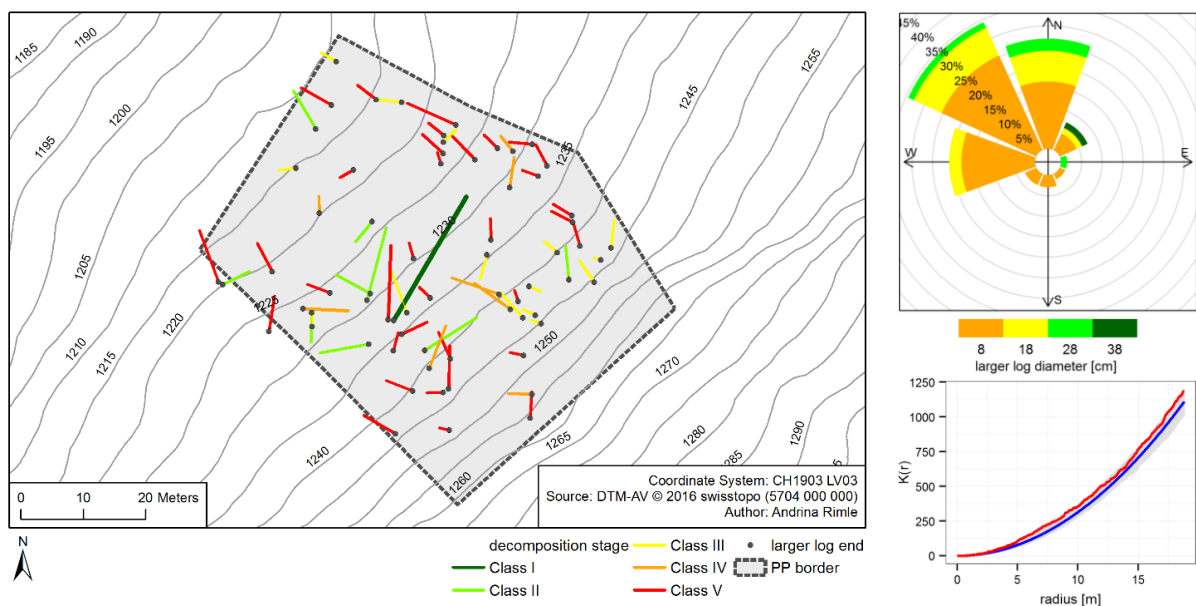 1185
1190
1195
1200
1205
1210
1215
1220
1225
1230
1235
1240
1245
1250
1255
1260
1265
1270
1280
1285
1290
0 10 20 Meters
Coordinate System: CH1903 LV03
Source: DTM-AV © 2016 swisstopo (5704 000 000)
Author: Andrina Rimle
N
decomposition stage
Class I
Class II
Class III
Class IV
Class V
larger log end
PP border
N
W
E
S
45%
40%
35%
30%
25%
20%
15%
10%
5%
8 18 28 38
larger log diameter [cm]
1250
1000
750
500
250
0
K(r)
0 5 10 15
radius [m]